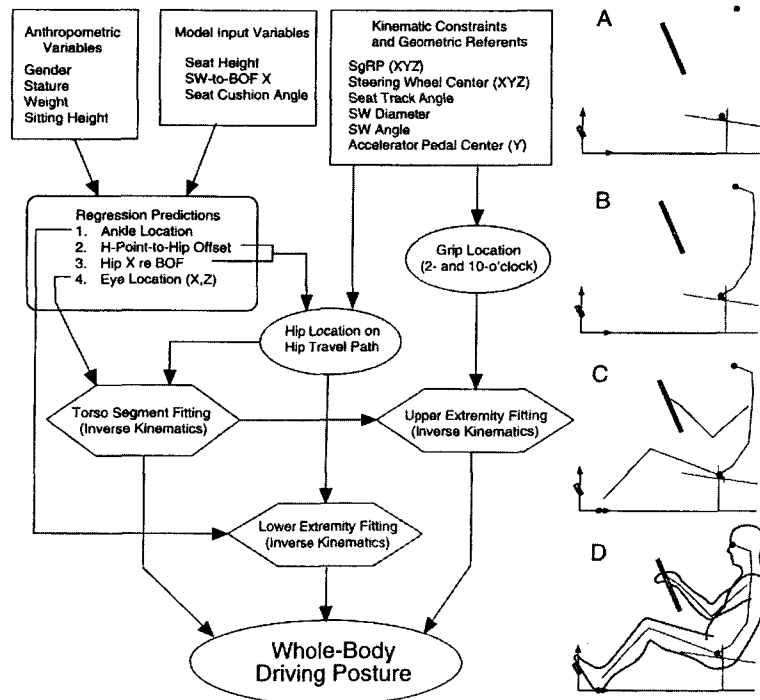 Anthropometric
Variables
Gender
Stature
Weight
Sitting Height
Model Input Variables
Seat Height
SW-to-BOF X
Seat Cushion Angle
Kinematic Constraints
and Geometric Referents
SgRP (XYZ)
Steering Wheel Center (XYZ)
Seat Track Angle
SW Diameter
SW Angle
Accelerator Pedal Center (Y)
Regression Predictions
1. Ankle Location
2. H-Point-to-Hip Offset
3. Hip X re BOF
4. Eye Location (X,Z)
Grip Location
(2- and 10-o'clock)
Hip Location on
Hip Travel Path
Torso Segment Fitting
(Inverse Kinematics)
Upper Extremity Fitting
(Inverse Kinematics)
Lower Extremity Fitting
(Inverse Kinematics)
Whole-Body
Driving Posture
A
B
C
D